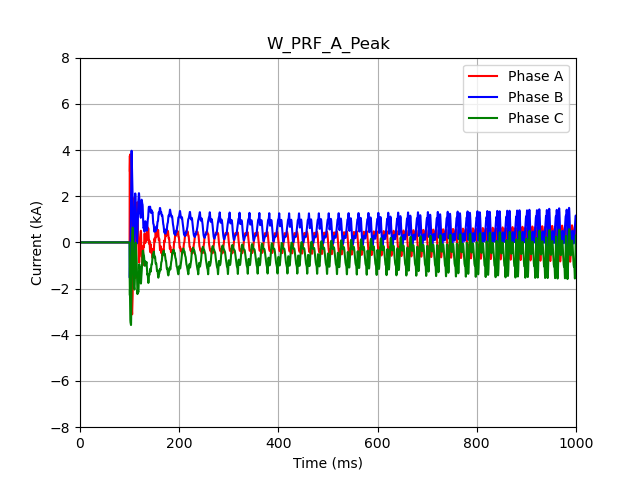 W_PRF_A_Peak
Phase A
Phase B
Phase C
Current (kA)
8
6
4
2
0
−2
−4
−6
−8
0 200 400 600 800 1000
Time (ms)